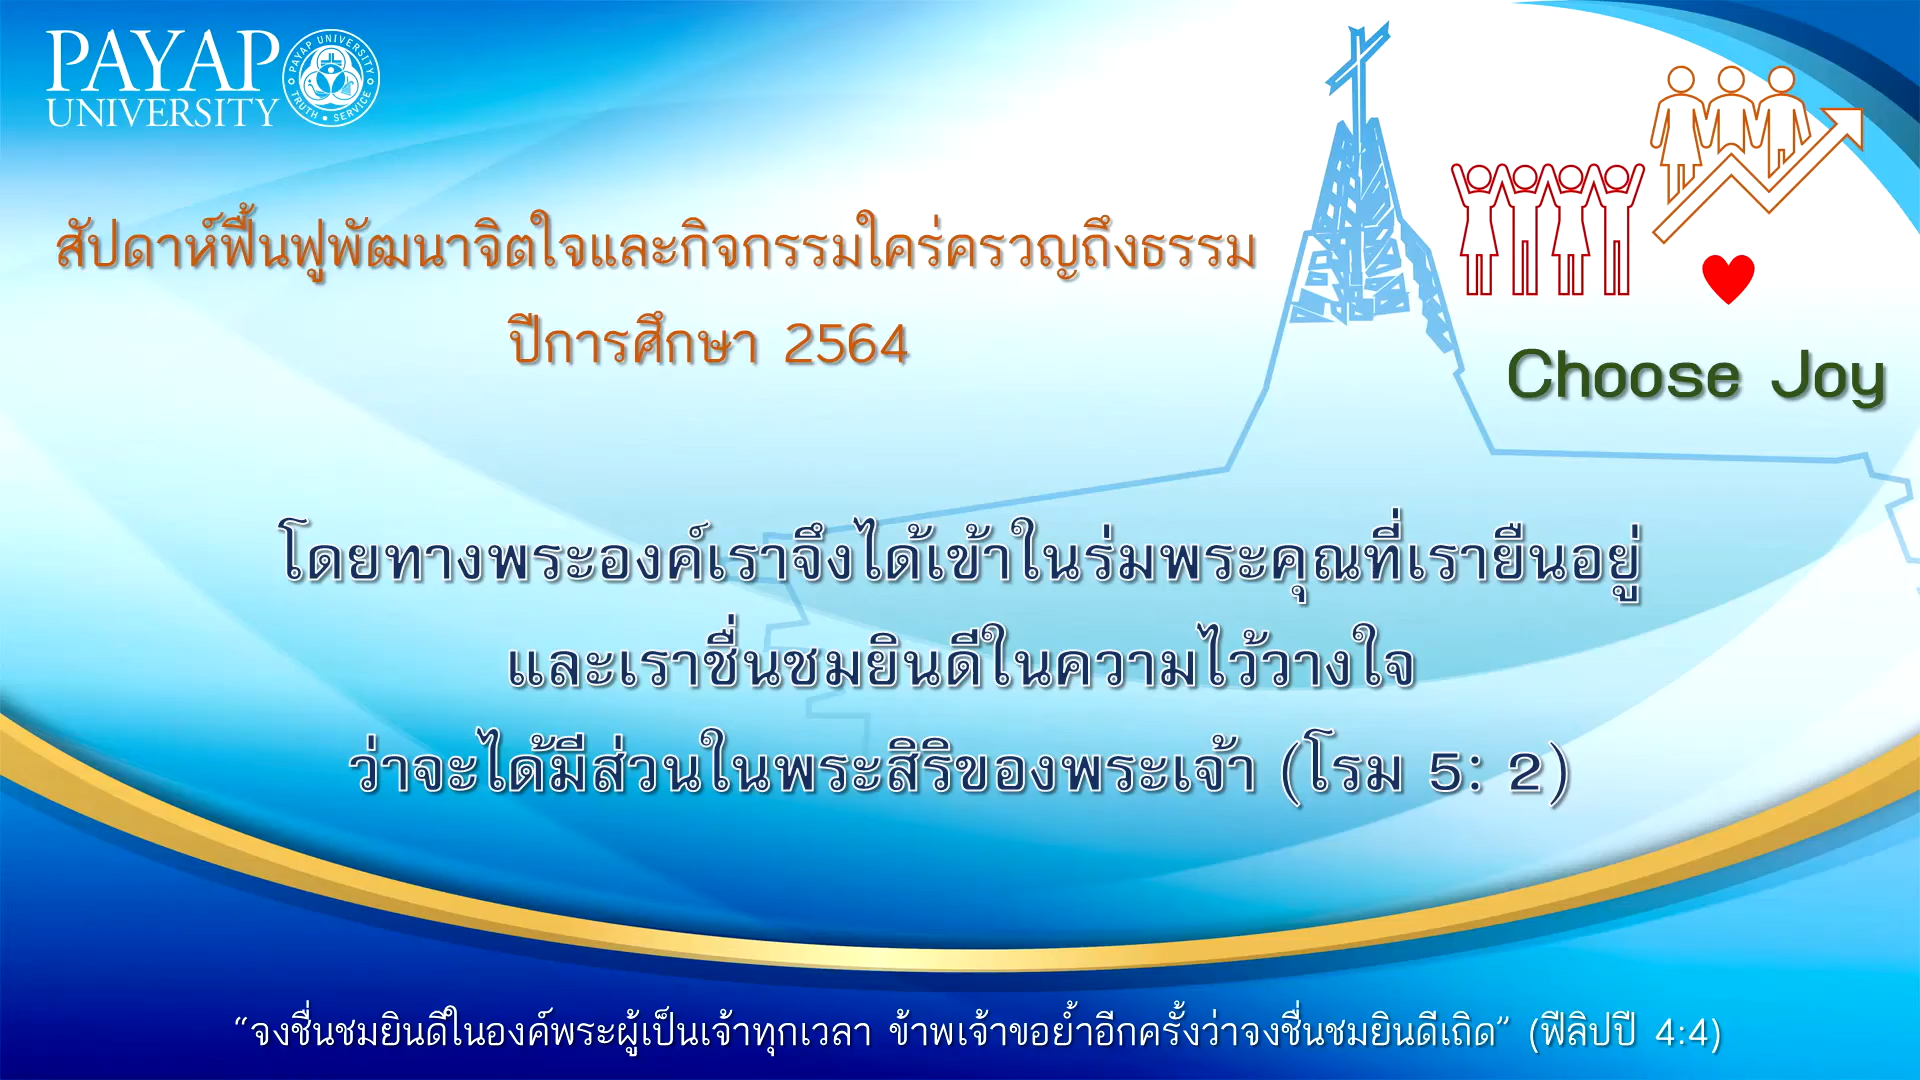 PAYAP
UNIVERSITY
PAYAP UNIVERSITY
TRUTH • SERVICE
สัปดาห์ฟื้นฟูพัฒนาจิตใจและกิจกรรมใคร่ครวญถึงธรรม
ปีการศึกษา 2564
Choose Joy
โดยทางพระองค์เราจึงได้เข้าในร่มพระคุณที่เรายืนอยู่
และเราชื่นชมยินดีในความไว้วางใจ
ว่าจะได้มีส่วนในพระสิริของพระเจ้า (โรม 5: 2)
“จงชื่นชมยินดีในองค์พระผู้เป็นเจ้าทุกเวลา ข้าพเจ้าขอย้ำอีกครั้งว่าจงชื่นชมยินดีเถิด” (ฟีลิปปี 4:4)